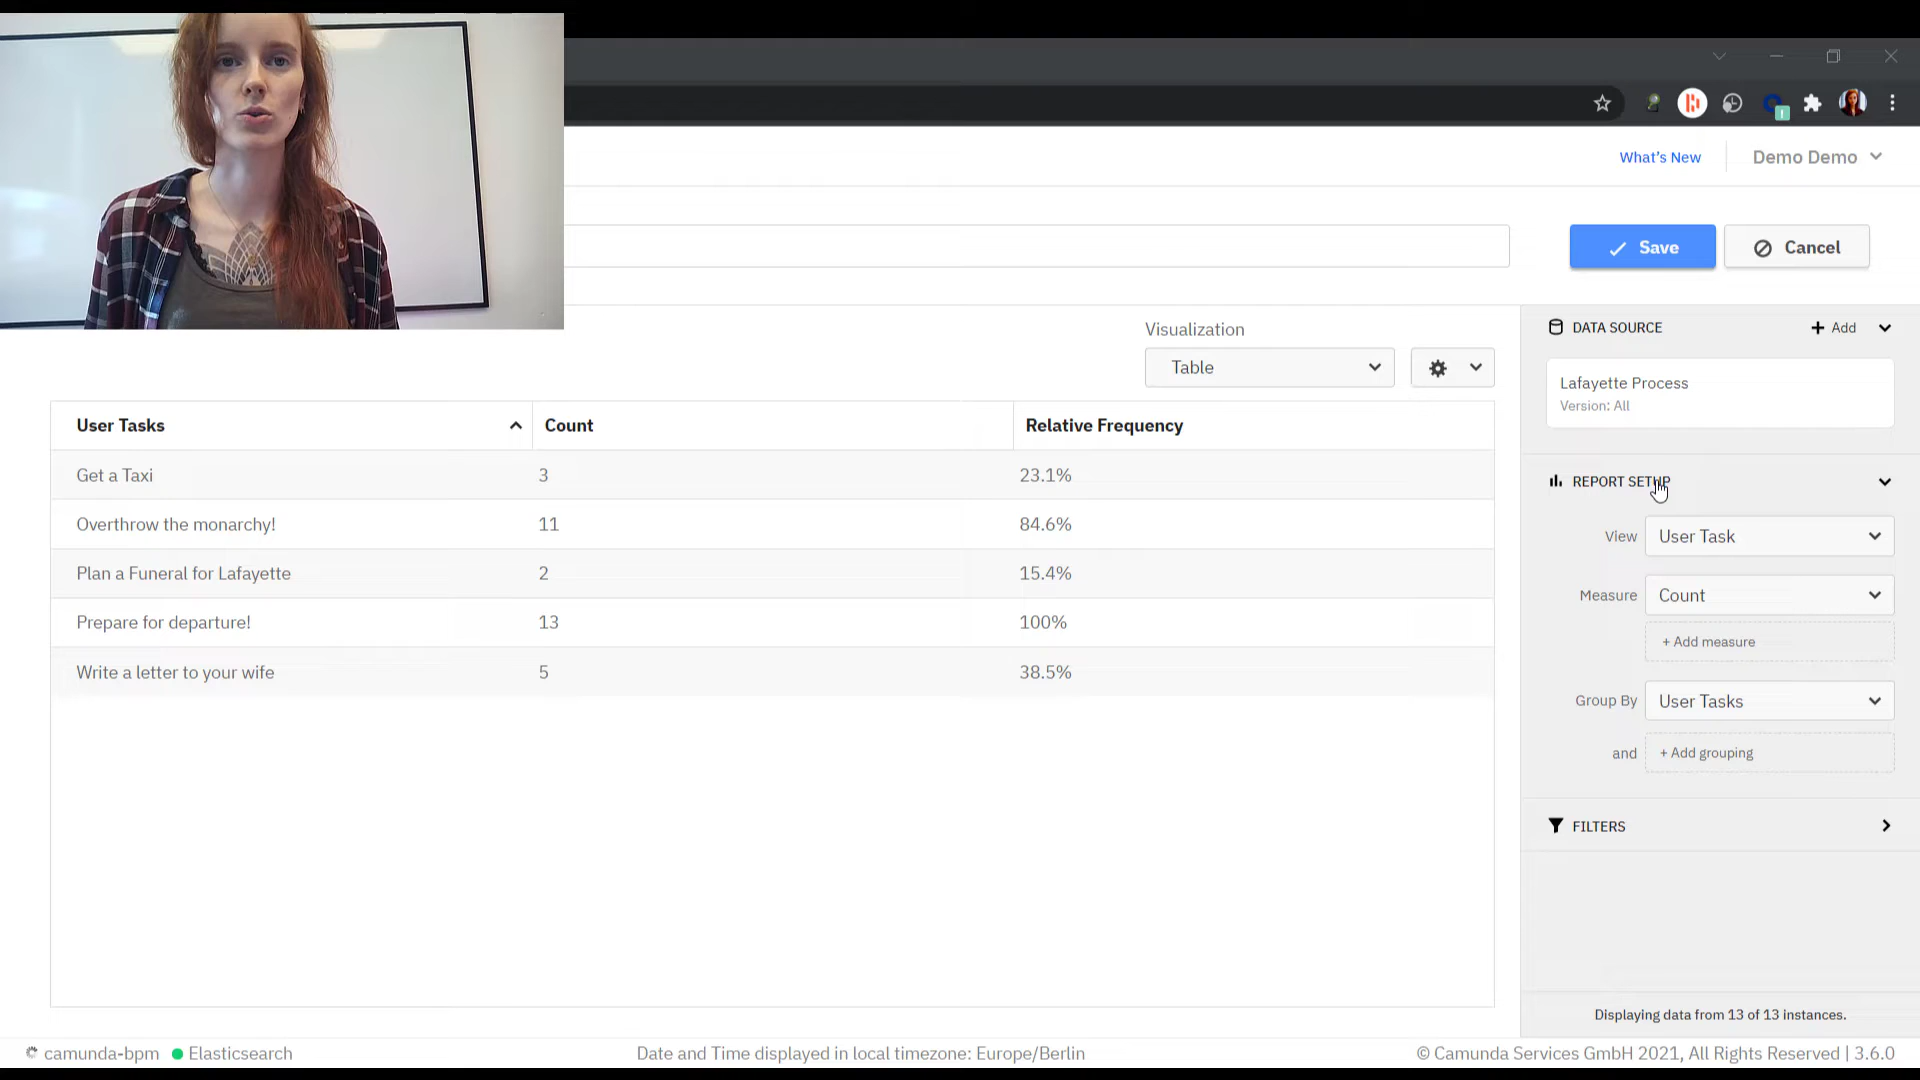 What's New
Demo Demo
Save
Cancel
Visualization
Table
User Tasks Count Relative Frequency
Get a Taxi 3 23.1%
Overthrow the monarchy! 11 84.6%
Plan a Funeral for Lafayette 2 15.4%
Prepare for departure! 13 100%
Write a letter to your wife 5 38.5%
DATA SOURCE + Add
Lafayette Process
Version: All
REPORT SETUP
View User Task
Measure Count
+ Add measure
Group By User Tasks
and + Add grouping
FILTERS
Displaying data from 13 of 13 instances.
camunda-bpm Elasticsearch
Date and Time displayed in local timezone: Europe/Berlin
© Camunda Services GmbH 2021, All Rights Reserved | 3.6.0